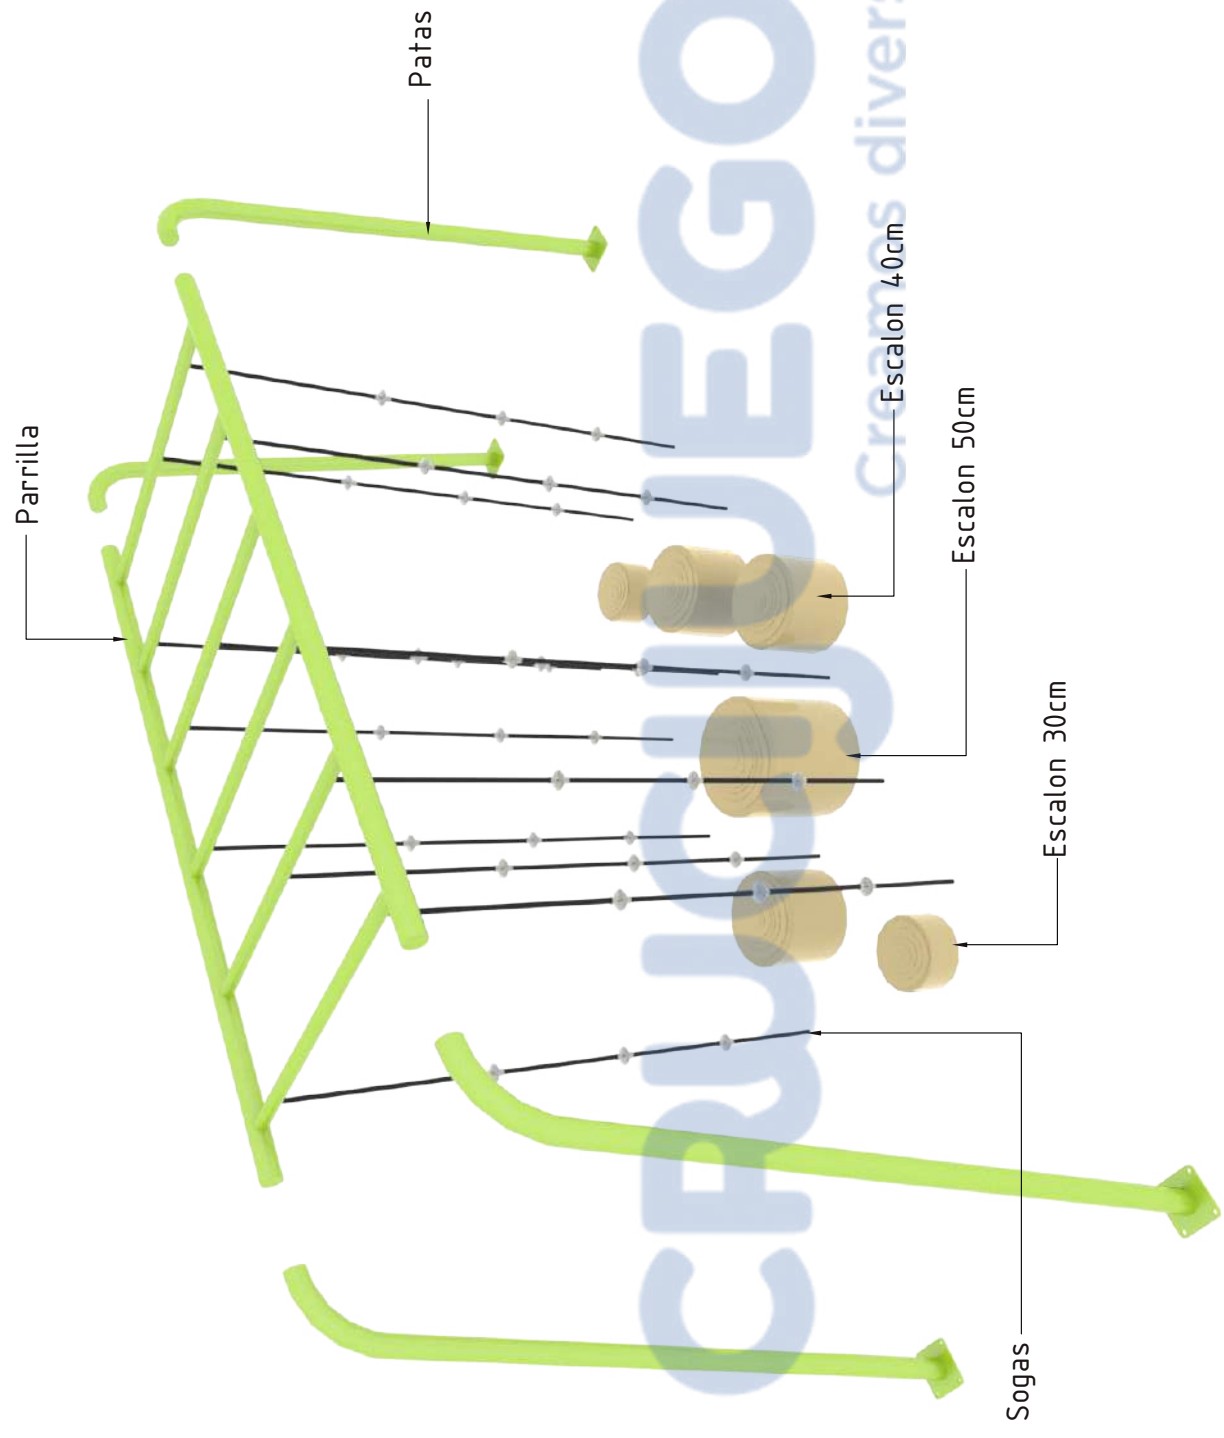 Parrilla
Patas
Escalon 40cm
Escalon 50cm
Escalon 30cm
Sogas
CRUCIJUEGO
Creamos divers